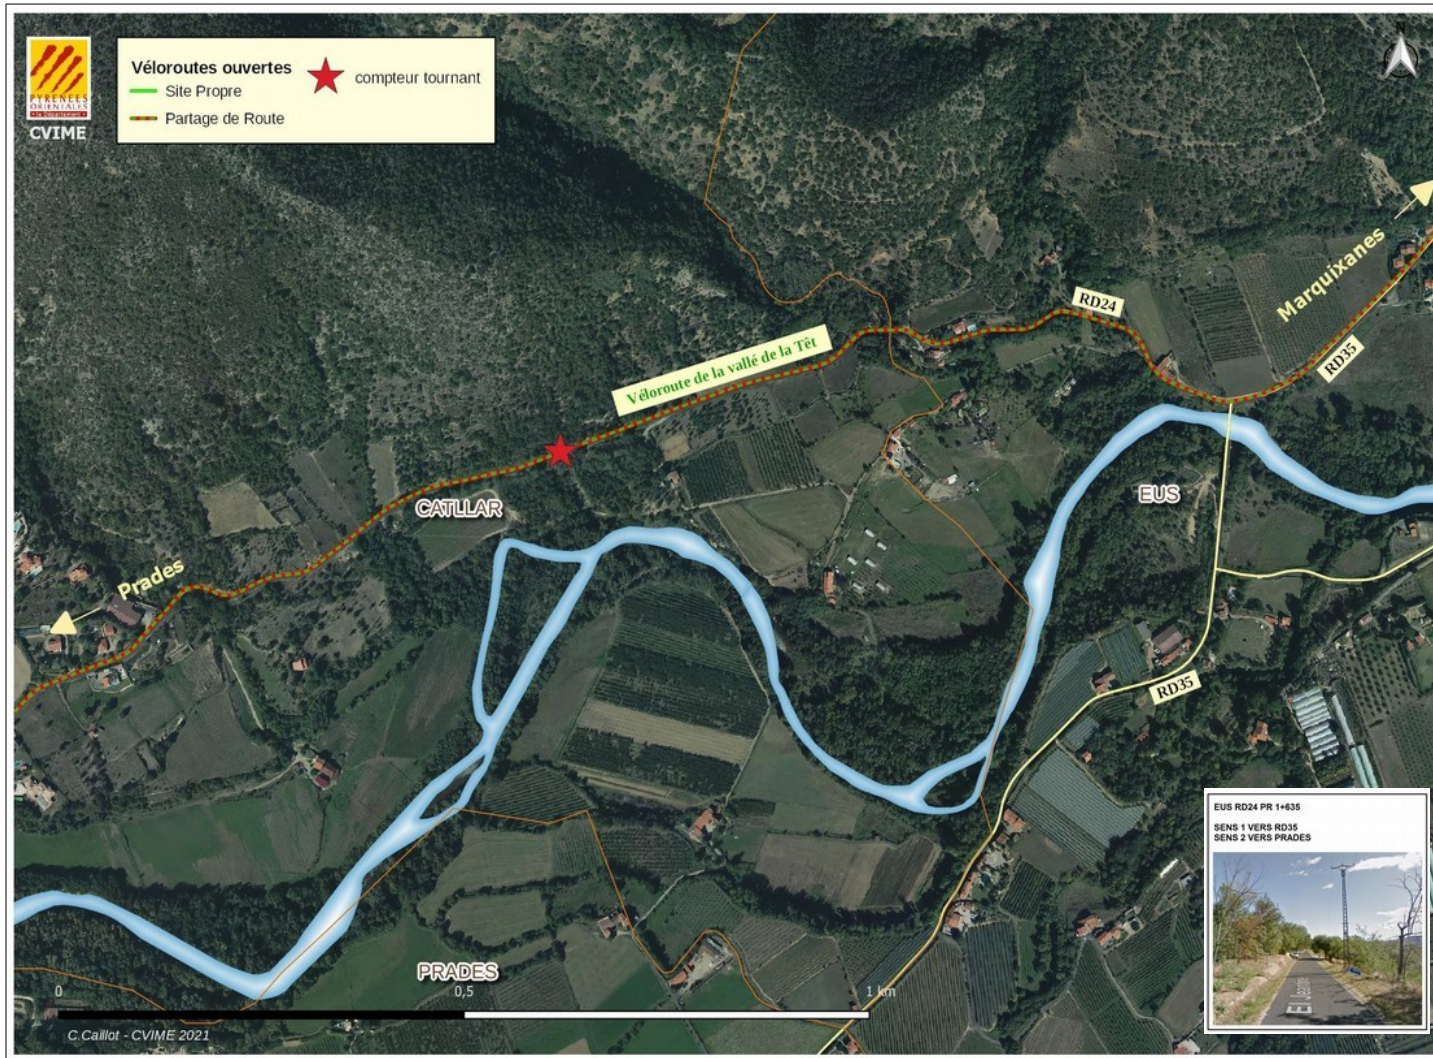 PYRENEES
ORIENTALES
CVIME
Véloroutes ouvertes
compteur tournant
Site Propre
Partage de Route
Marquixanes
RD24
RD35
Véloroute de la vallé de la Têt
CATLLAR
EUS
Prades
RD35
EUS RD24 PR 1+635
SENS 1 VERS RD35
SENS 2 VERS PRADES
PRADES
0
0,5
1 km
C.Caillot - CVIME 2021